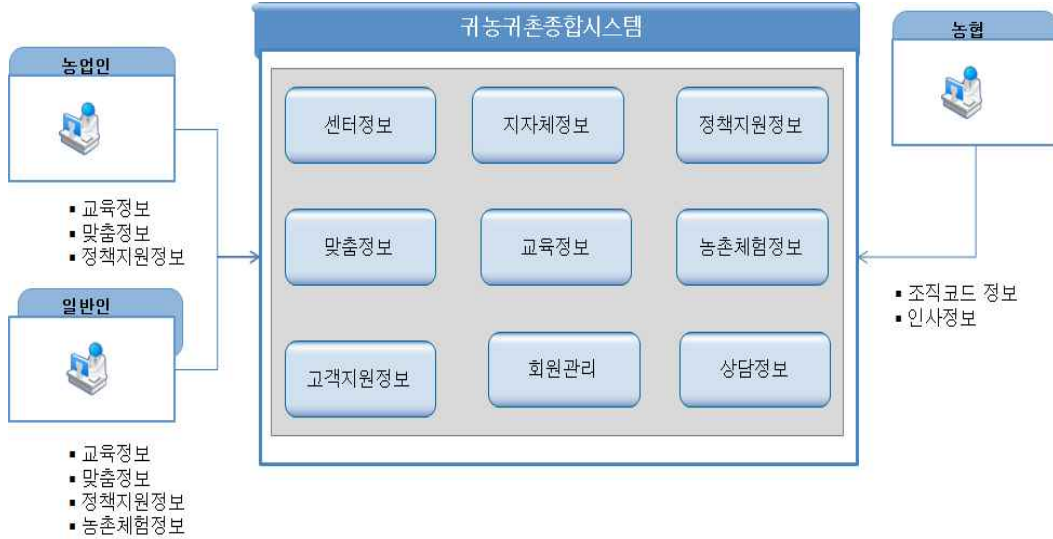 귀농귀촌종합시스템
농업인
▪ 교육정보
▪ 맞춤정보
▪ 정책지원정보
일반인
▪ 교육정보
▪ 맞춤정보
▪ 정책지원정보
▪ 농촌체험정보
센터정보
지자체정보
정책지원정보
맞춤정보
교육정보
농촌체험정보
고객지원정보
회원관리
상담정보
농협
▪ 조직코드 정보
▪ 인사정보